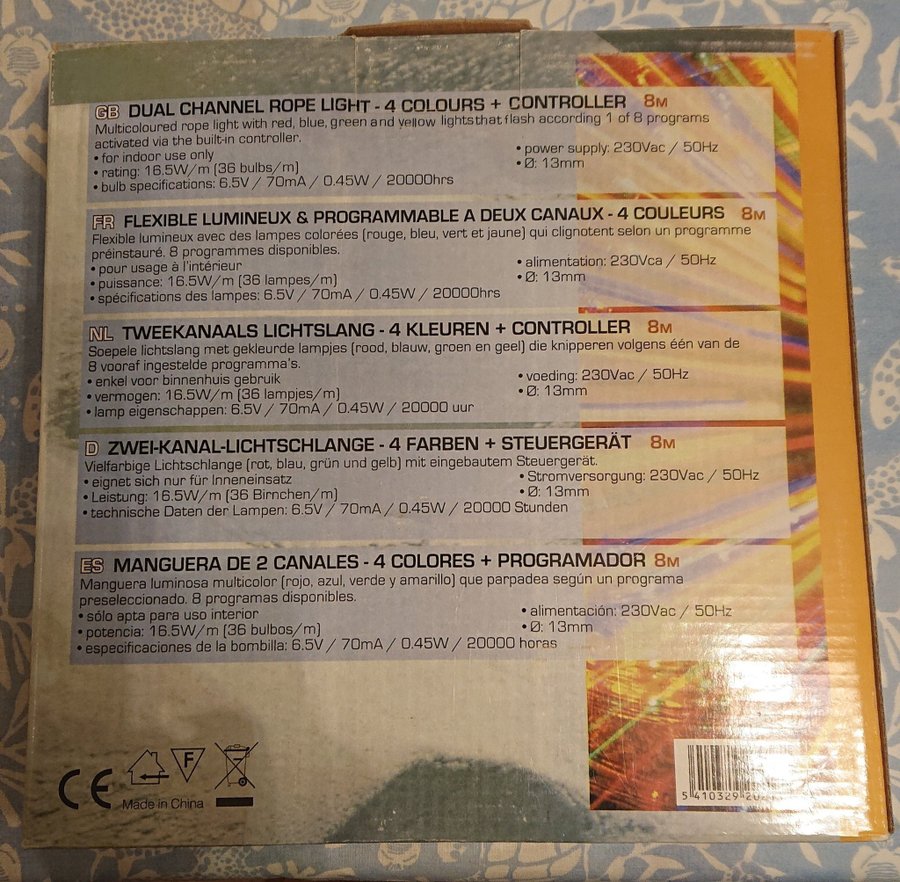 GB DUAL CHANNEL ROPE LIGHT - 4 COLOURS + CONTROLLER 8M
Multicoloured rope light with red, blue, green and yellow lights that flash according 1 of 8 programs
activated via the built-in controller.
• for indoor use only
• rating: 16.5W/m (36 bulbs/m)
• bulb specifications: 6.5V / 70mA / 0.45W / 20000hrs
• power supply: 230Vac / 50Hz
• Ø: 13mm
FR FLEXIBLE LUMINEUX & PROGRAMMABLE A DEUX CANAUX - 4 COULEURS 8M
Flexible lumineux avec des lampes colorées (rouge, bleu, vert et jaune) qui clignotent selon un programme
préinstauré. 8 programmes disponibles.
• pour usage à l'intérieur
• puissance: 16.5W/m (36 lampes/m)
• spécifications des lampes: 6.5V / 70mA / 0.45W / 20000hrs
• alimentation: 230Vca / 50Hz
• Ø: 13mm
NL TWEEKANAALS LICHTSLANG - 4 KLEUREN + CONTROLLER 8M
Soepele lichtslang met gekleurde lampjes (rood, blauw, groen en geel) die knipperen volgens één van de
8 vooraf ingestelde programma's.
• enkel voor binnenhuis gebruik
• vermogen: 16.5W/m (36 lampjes/m)
• lamp eigenschappen: 6.5V / 70mA / 0.45W / 20000 uur
• voeding: 230Vac / 50Hz
• Ø: 13mm
D ZWEI-KANAL-LICHTSCHLANGE - 4 FARBEN + STEUERGERÄT 8M
Vielfarbige Lichtschlange (rot, blau, grün und gelb) mit eingebautem Steuergerät.
• eignet sich nur für Inneneinsatz
• Leistung: 16.5W/m (36 Birnchen/m)
• technische Daten der Lampen: 6.5V / 70mA / 0.45W / 20000 Stunden
• Stromversorgung: 230Vac / 50Hz
• Ø: 13mm
ES MANGUERA DE 2 CANALES - 4 COLORES + PROGRAMADOR 8M
Manguera luminosa multicolor (rojo, azul, verde y amarillo) que parpadea según un programa
preseleccionado. 8 programas disponibles.
• sólo apta para uso interior
• potencia: 16.5W/m (36 bulbos/m)
• especificaciones de la bombilla: 6.5V / 70mA / 0.45W / 20000 horas
• alimentación: 230Vac / 50Hz
• Ø: 13mm
CE
F
Made in China
5 410329